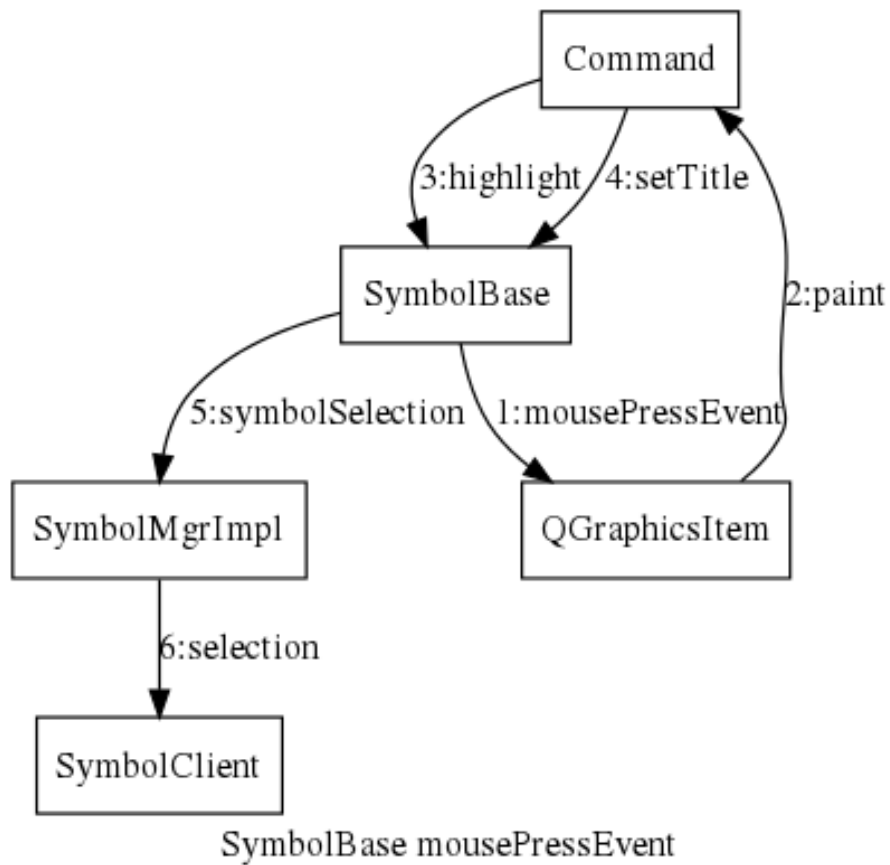 Command
3:highlight
4:setTitle
SymbolBase
2:paint
5:symbolSelection
1:mousePressEvent
SymbolMgrImpl
QGraphicsItem
6:selection
SymbolClient
SymbolBase mousePressEvent